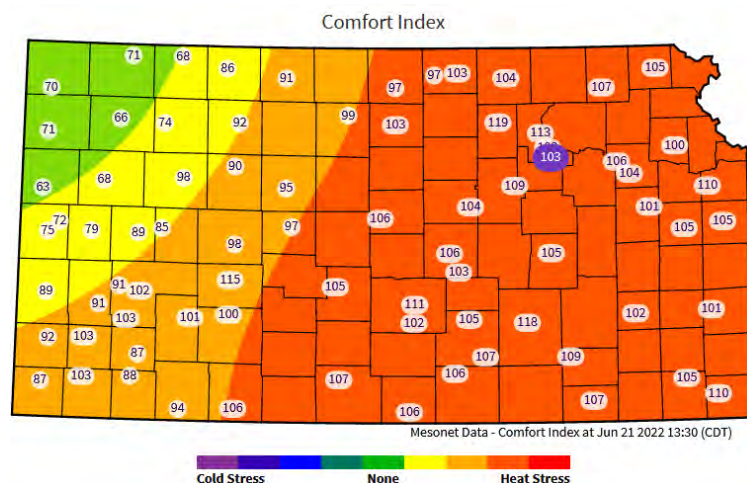 Comfort Index
71 68 86 91 97 97 103 104 107 105
70
71 66 74 92 99 103 119 113 100
103
63 68 98 90 95 109 106 104 110
75 72 79 89 85 98 97 106 104 101 105 105
89 91 102 115 105 106 103 105
91 103 101 100 111 102 105 118 102 101
92 103 87 107 109
87 103 88 94 106 107 106 106 107 105 110
Mesonet Data - Comfort Index at Jun 21 2022 13:30 (CDT)
Cold Stress None Heat Stress